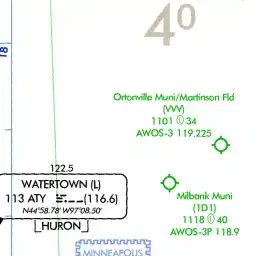 4⁰
18
Ortonville Muni/Martinson Fld
(VVV)
1101 Ⓛ 34
AWOS-3 119.225
122.5
WATERTOWN (L)
113 ATY (116.6)
N44°58.78' W97°08.50'
HURON
Milbank Muni
(1D1)
1118 Ⓛ 40
AWOS-3P 118.9
MINNEAPOLIS